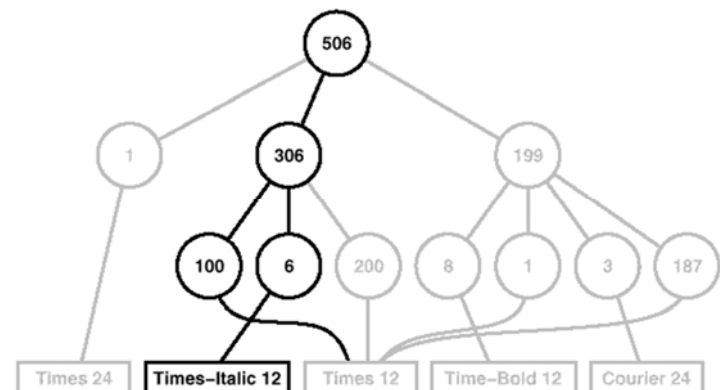 506
1
306
199
100
6
200
8
1
3
187
Times 24
Times-Italic 12
Times 12
Time-Bold 12
Courier 24